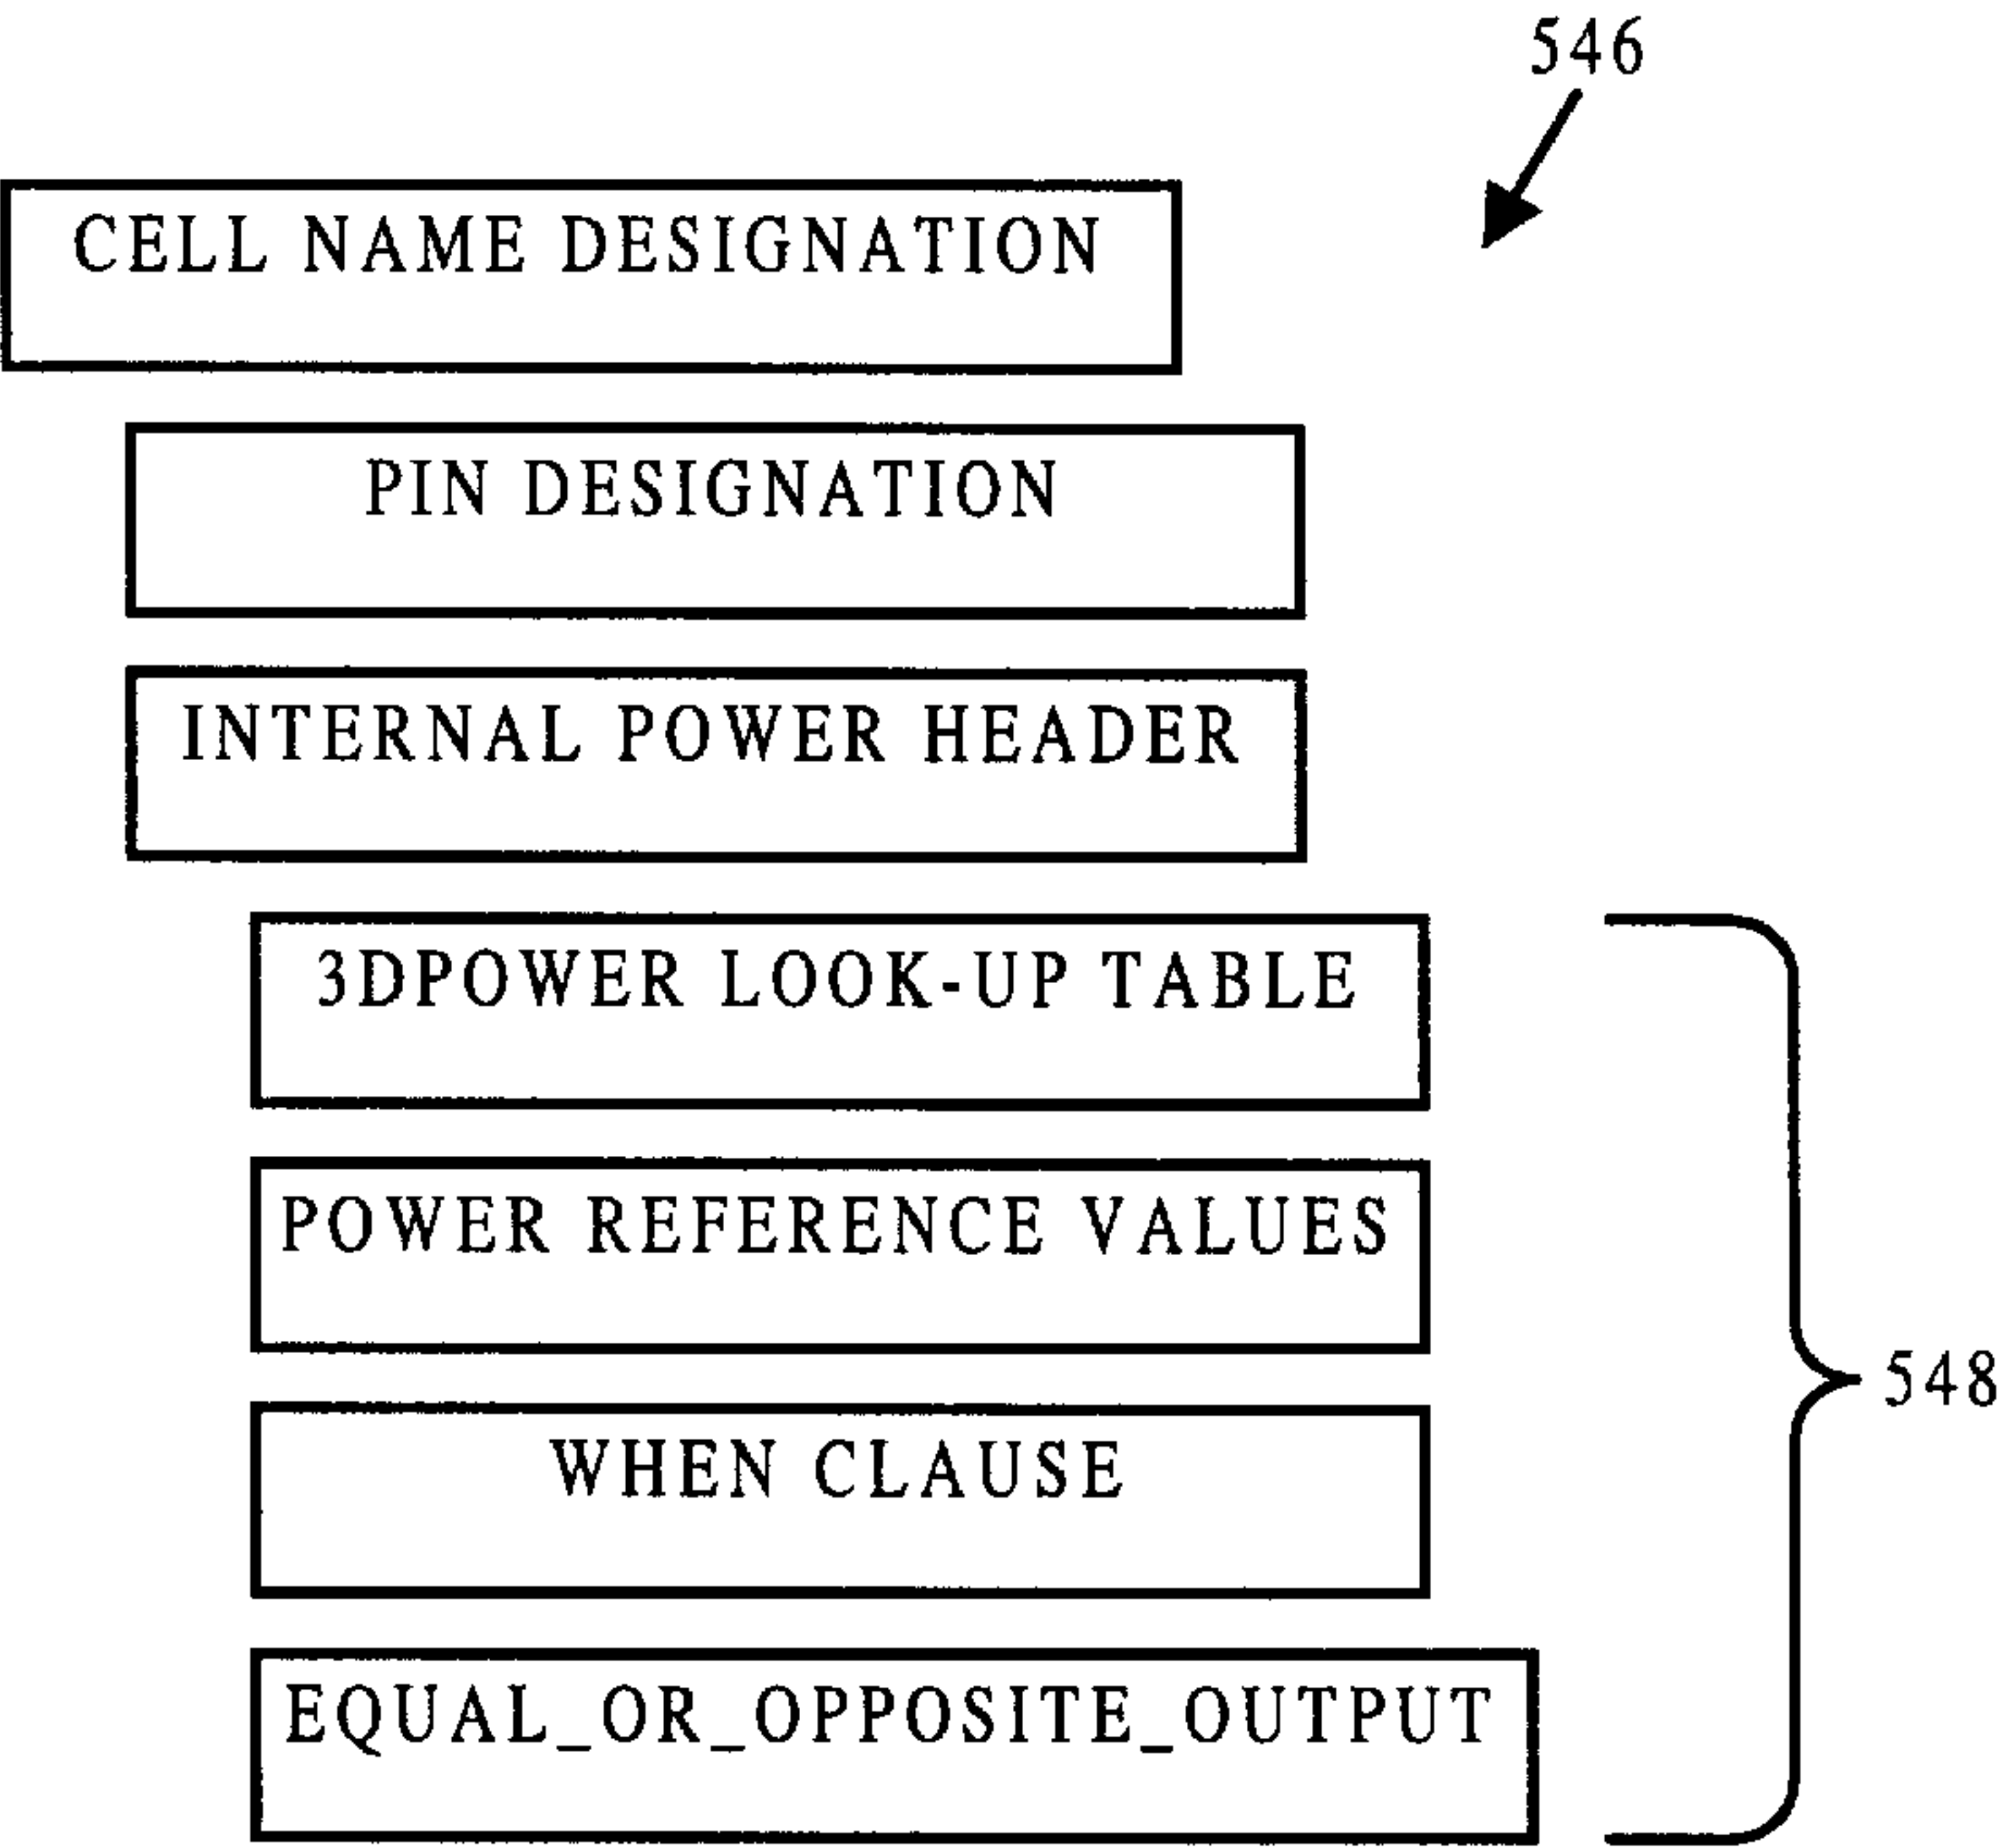 546
CELL NAME DESIGNATION
PIN DESIGNATION
INTERNAL POWER HEADER
3DPOWER LOOK-UP TABLE
POWER REFERENCE VALUES
548
WHEN CLAUSE
EQUAL_OR_OPPOSITE_OUTPUT